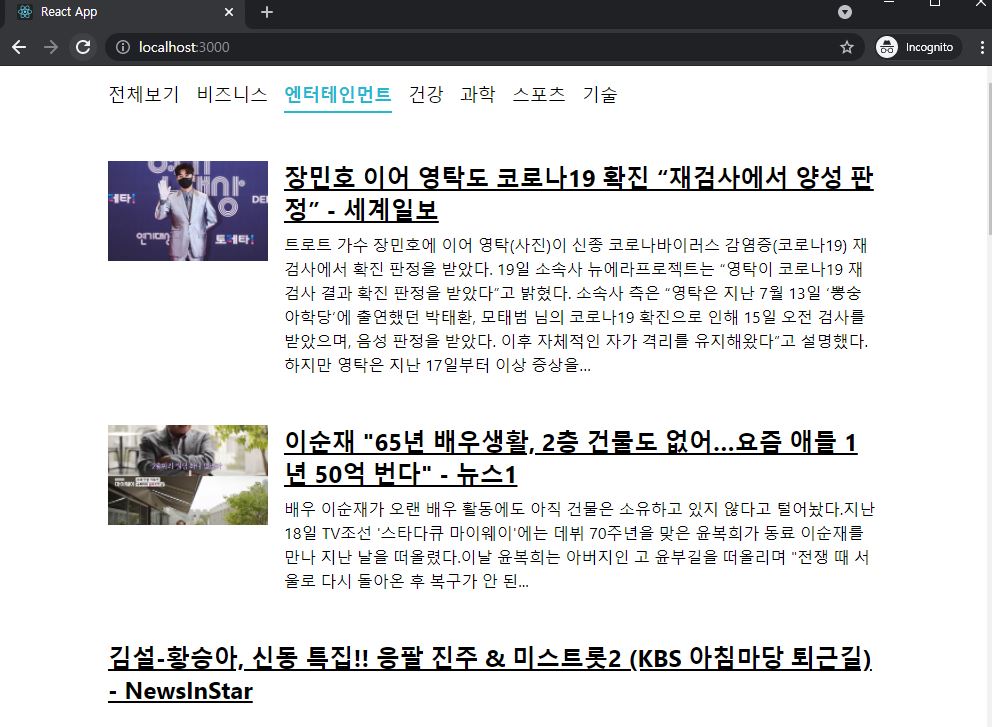 React App
localhost:3000
Incognito
전체보기 비즈니스 엔터테인먼트 건강 과학 스포츠 기술
장민호 이어 영탁도 코로나19 확진 “재검사에서 양성 판
정” - 세계일보
트로트 가수 장민호에 이어 영탁(사진)이 신종 코로나바이러스 감염증(코로나19) 재
검사에서 확진 판정을 받았다. 19일 소속사 뉴에라프로젝트는 “영탁이 코로나19 재
검사 결과 확진 판정을 받았다”고 밝혔다. 소속사 측은 “영탁은 지난 7월 13일 ‘뽕숭
아학당’에 출연했던 박태환, 모태범 님의 코로나19 확진으로 인해 15일 오전 검사를
받았으며, 음성 판정을 받았다. 이후 자체적인 자가 격리를 유지해왔다”고 설명했다.
하지만 영탁은 지난 17일부터 이상 증상을…
토레타!
이순재 "65년 배우생활, 2층 건물도 없어…요즘 애들 1
년 50억 번다" - 뉴스1
배우 이순재가 오랜 배우 활동에도 아직 건물은 소유하고 있지 않다고 털어놨다.지난
18일 TV조선 '스타다큐 마이웨이'에는 데뷔 70주년을 맞은 윤복희가 동료 이순재를
만나 지난 날을 떠올렸다.이날 윤복희는 아버지인 고 윤부길을 떠올리며 "전쟁 때 서
울로 다시 돌아온 후 복구가 안 된…
마이웨이
김설-황승아, 신동 특집!! 응팔 진주 & 미스트롯2 (KBS 아침마당 퇴근길)
- NewsInStar